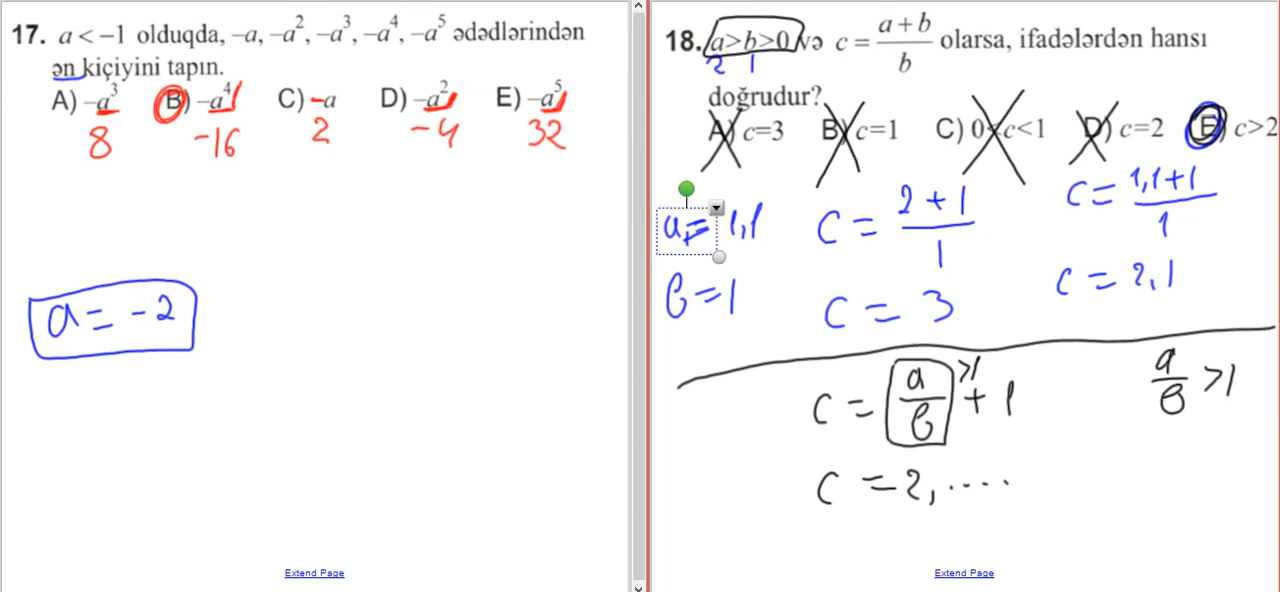 17. a < −1 olduqda, −a, −a², −a³, −a⁴, −a⁵ ədədlərindən
ən kiçiyini tapın.
A) −a³ B) −a⁴ C) −a D) −a² E) −a⁵
8 −16 2 −4 32
a = −2
Extend Page
18. a>b>0 və c = (a+b)/b olarsa, ifadələrdən hansı
2 1
doğrudur?
A) c=3 B) c=1 C) 0<c<1 D) c=2 E) c>2
a = 1,1 c = (2+1)/1 c = (1,1+1)/1
b = 1 c = 3 c = 2,1
c = a/b >1 + 1 a/b >1
c = 2, ....
Extend Page